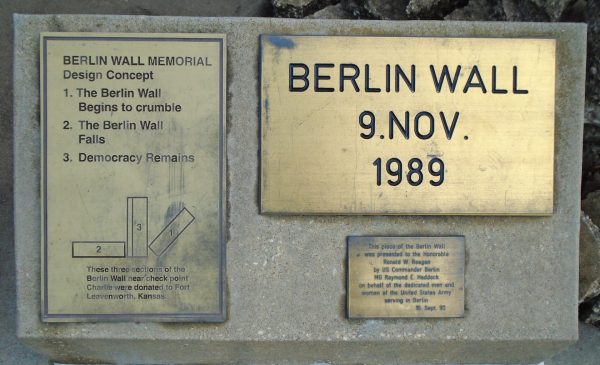 BERLIN WALL MEMORIAL
Design Concept
1. The Berlin Wall
Begins to crumble
2. The Berlin Wall
Falls
3. Democracy Remains
3
1
2
These three sections of the
Berlin Wall near check point
Charlie were donated to Fort
Leavenworth, Kansas.
BERLIN WALL
9.NOV.
1989
This piece of the Berlin Wall
was presented to the Honorable
Ronald W. Reagan
by US Commander Berlin
MG Raymond E. Haddock
on behalf of the dedicated men and
women of the United States Army
serving in Berlin
Sept. 90